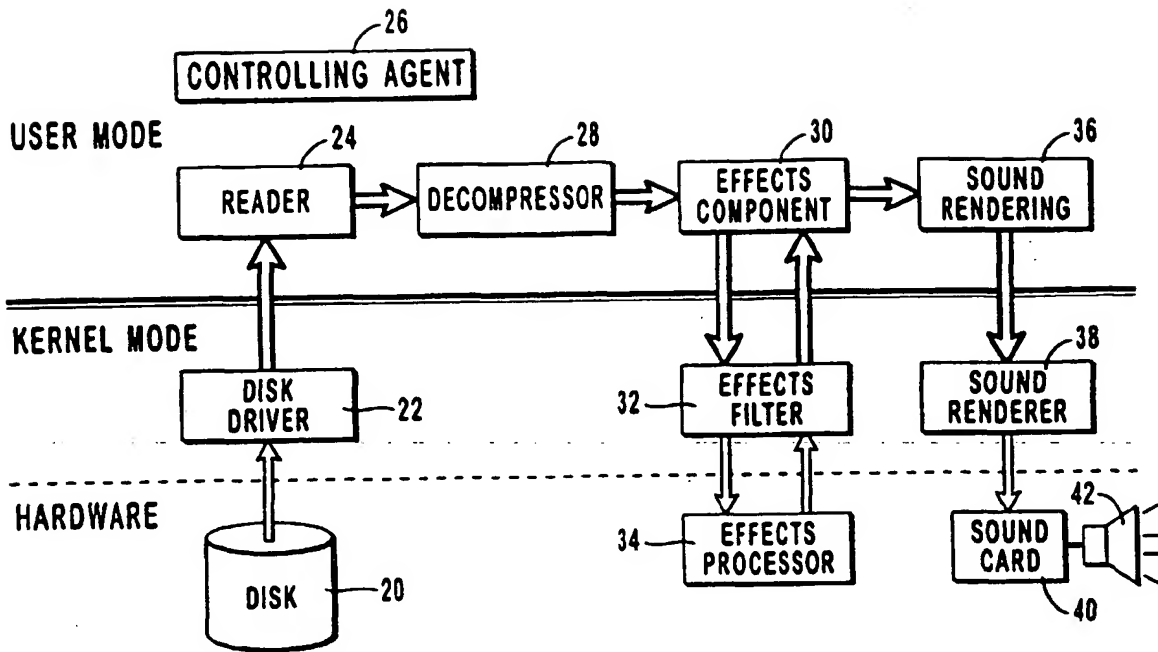 26
CONTROLLING AGENT
USER MODE
24
28
30
36
READER
DECOMPRESSOR
EFFECTS
COMPONENT
SOUND
RENDERING
KERNEL MODE
38
DISK
DRIVER
22
32
EFFECTS
FILTER
SOUND
RENDERER
HARDWARE
42
34
EFFECTS
PROCESSOR
SOUND
CARD
DISK
20
40